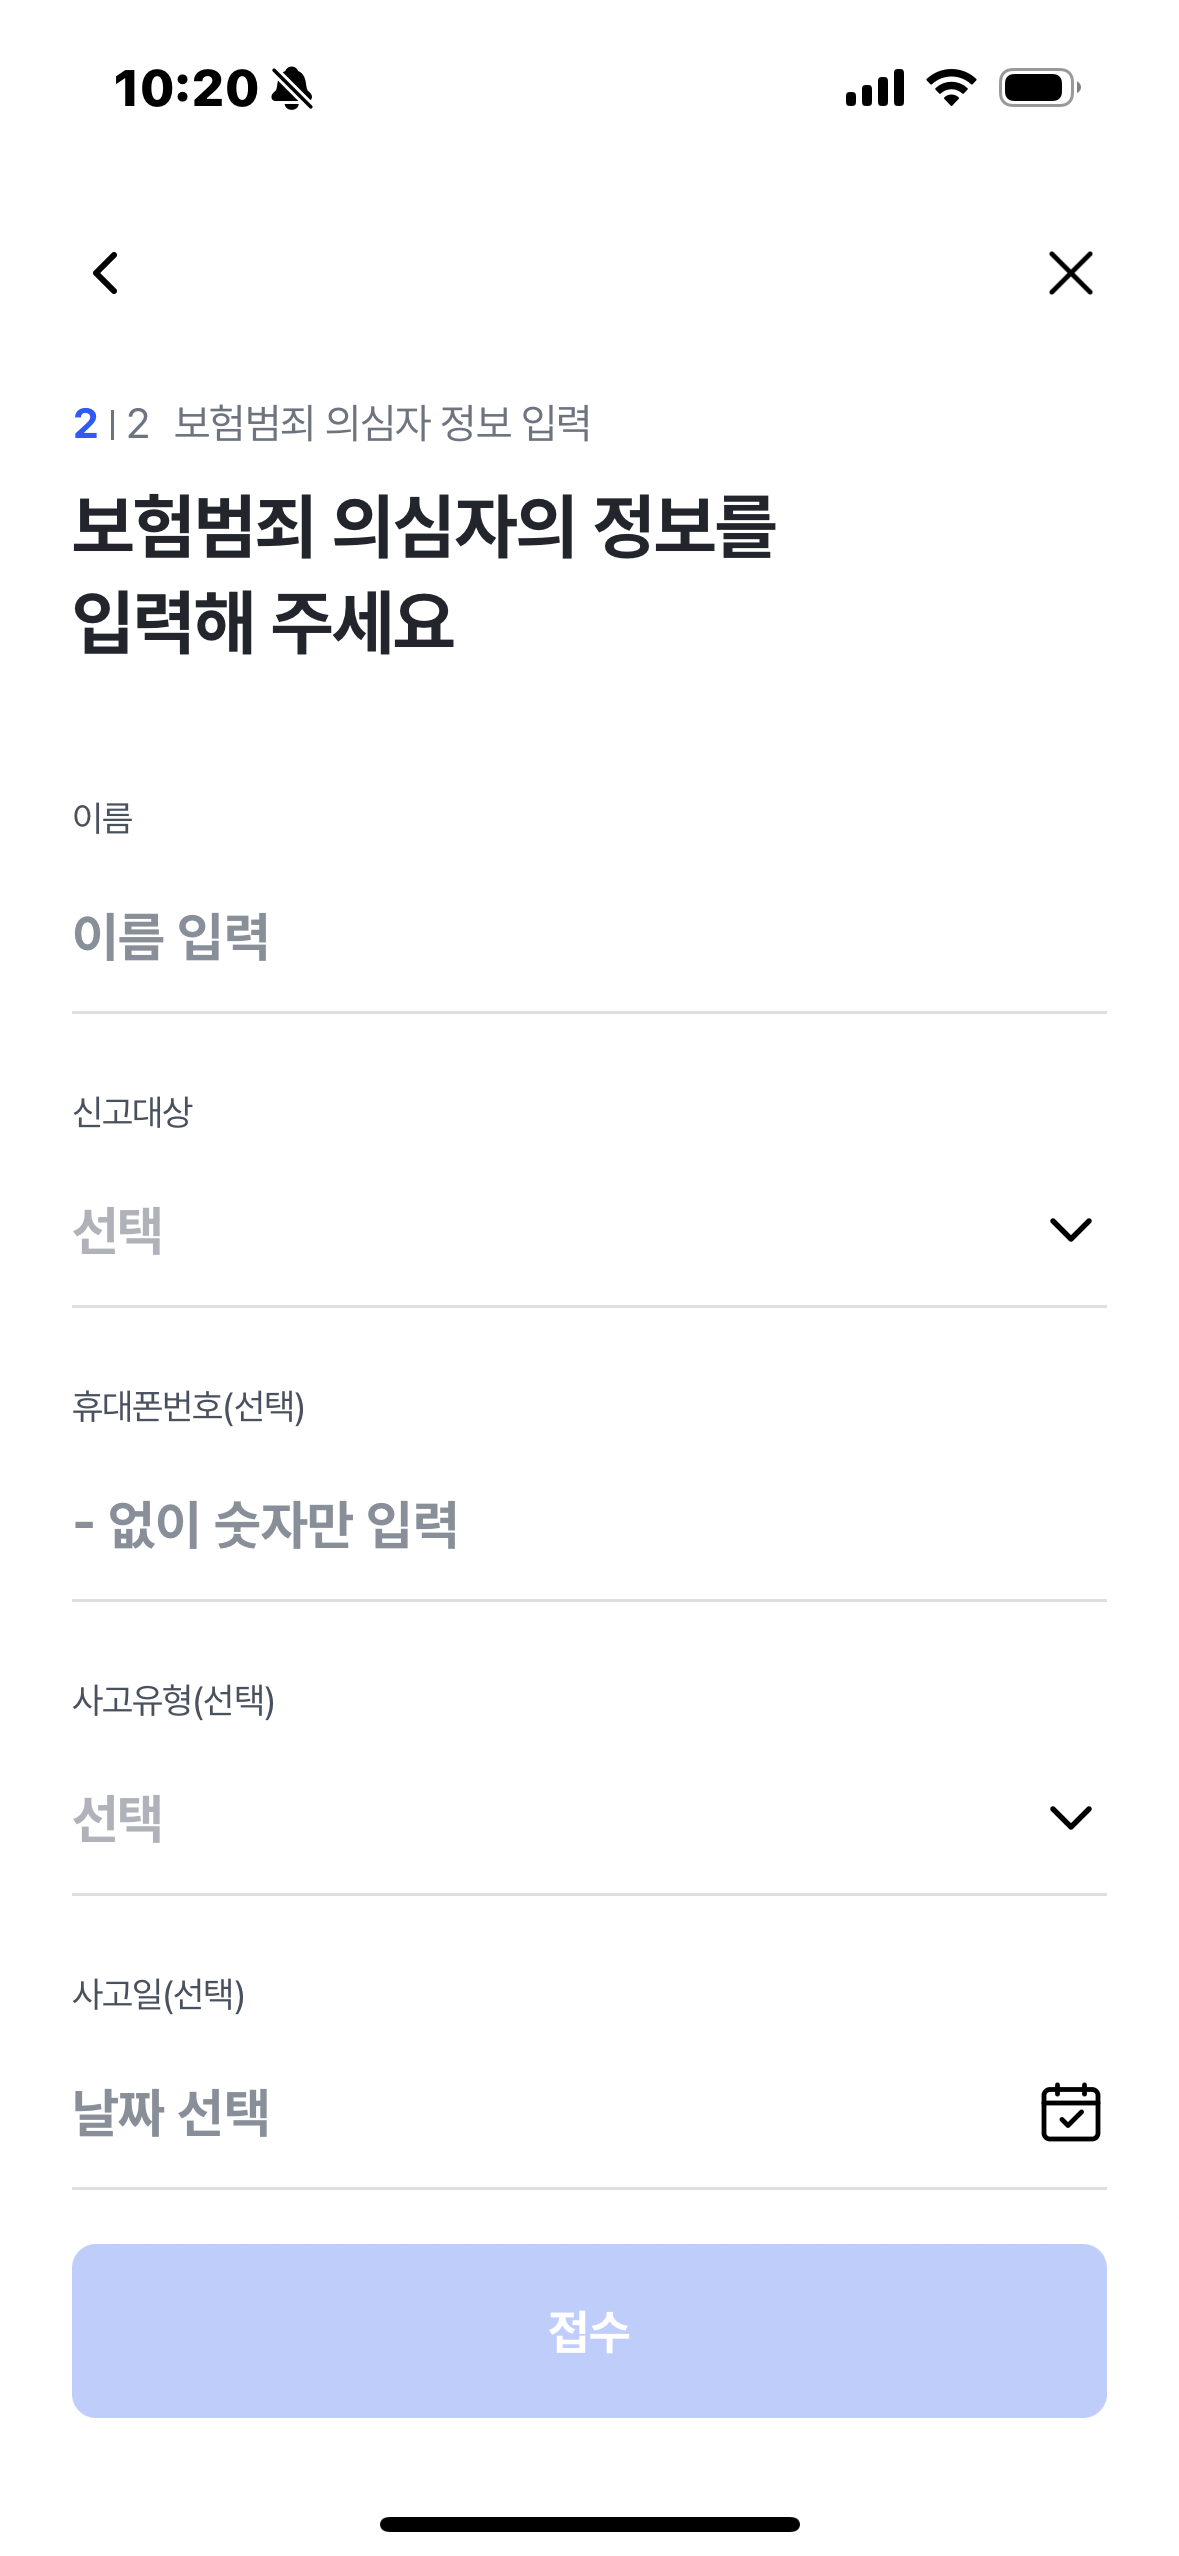 10:20
2 | 2 보험범죄 의심자 정보 입력
보험범죄 의심자의 정보를
입력해 주세요
이름
이름 입력
신고대상
선택
휴대폰번호(선택)
- 없이 숫자만 입력
사고유형(선택)
선택
사고일(선택)
날짜 선택
접수